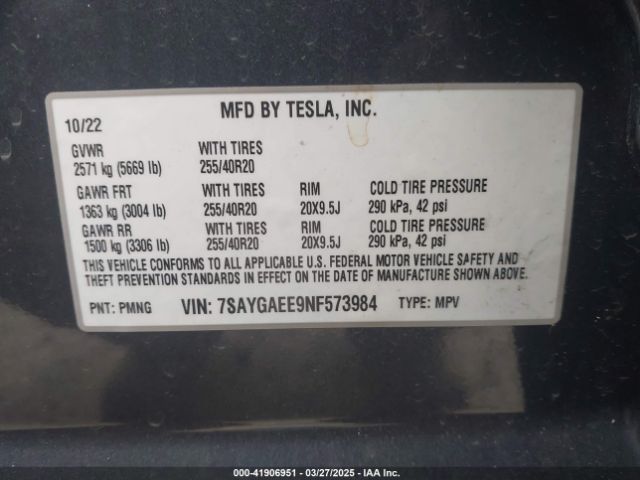 MFD BY TESLA, INC.
10/22
GVWR WITH TIRES
2571 kg (5669 lb) 255/40R20
GAWR FRT WITH TIRES RIM COLD TIRE PRESSURE
1363 kg (3004 lb) 255/40R20 20X9.5J 290 kPa, 42 psi
GAWR RR WITH TIRES RIM COLD TIRE PRESSURE
1500 kg (3306 lb) 255/40R20 20X9.5J 290 kPa, 42 psi
THIS VEHICLE CONFORMS TO ALL APPLICABLE U.S. FEDERAL MOTOR VEHICLE SAFETY AND
THEFT PREVENTION STANDARDS IN EFFECT ON THE DATE OF MANUFACTURE SHOWN ABOVE.
PNT: PMNG VIN: 7SAYGAEE9NF573984 TYPE: MPV
Stock#: 41906951 - 03/27/2025 - IAA Inc.